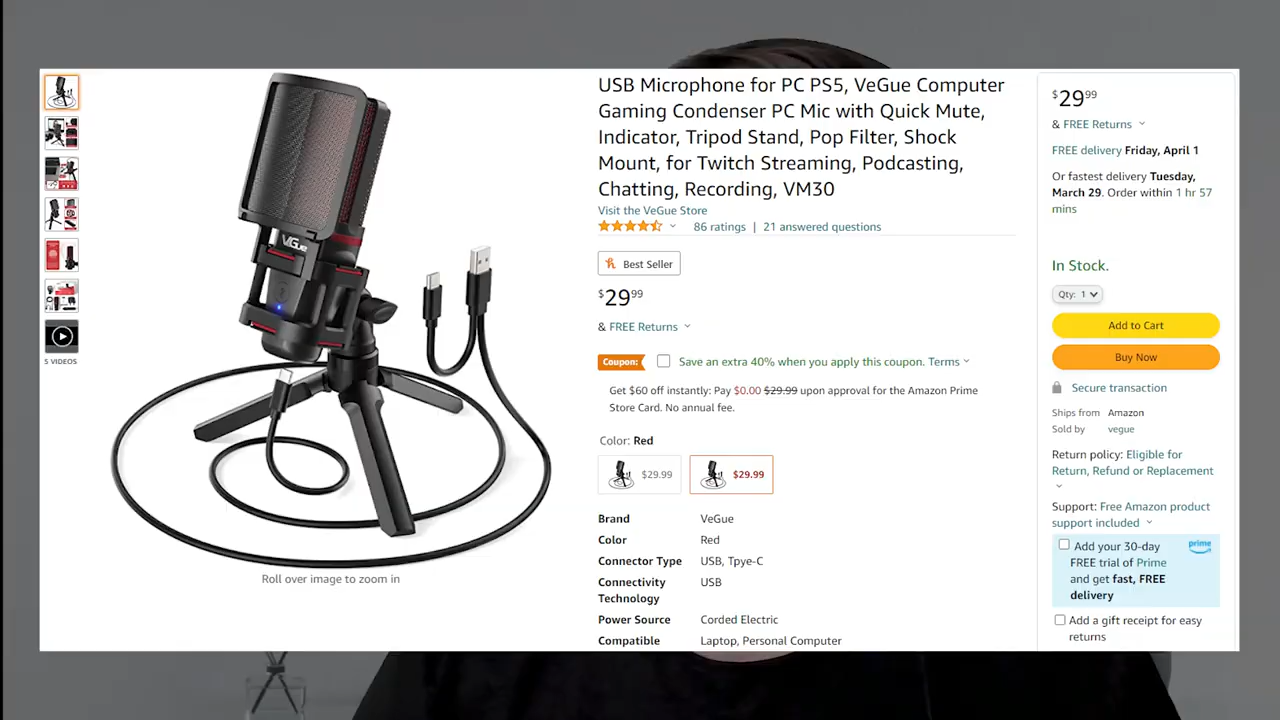 5 VIDEOS
VeGue
Roll over image to zoom in
USB Microphone for PC PS5, VeGue Computer
Gaming Condenser PC Mic with Quick Mute,
Indicator, Tripod Stand, Pop Filter, Shock
Mount, for Twitch Streaming, Podcasting,
Chatting, Recording, VM30
Visit the VeGue Store
86 ratings | 21 answered questions
Best Seller
$29.99
& FREE Returns
Coupon: Save an extra 40% when you apply this coupon. Terms
Get $60 off instantly: Pay $0.00 $29.99 upon approval for the Amazon Prime
Store Card. No annual fee.
Color: Red
$29.99 $29.99
Brand VeGue
Color Red
Connector Type USB, Tpye-C
Connectivity USB
Technology
Power Source Corded Electric
Compatible Laptop, Personal Computer
$29.99
& FREE Returns
FREE delivery Friday, April 1
Or fastest delivery Tuesday,
March 29. Order within 1 hr 57
mins
In Stock.
Qty: 1
Add to Cart
Buy Now
Secure transaction
Ships from Amazon
Sold by vegue
Return policy: Eligible for
Return, Refund or Replacement
Support: Free Amazon product
support included
Add your 30-day prime
FREE trial of Prime
and get fast, FREE
delivery
Add a gift receipt for easy
returns